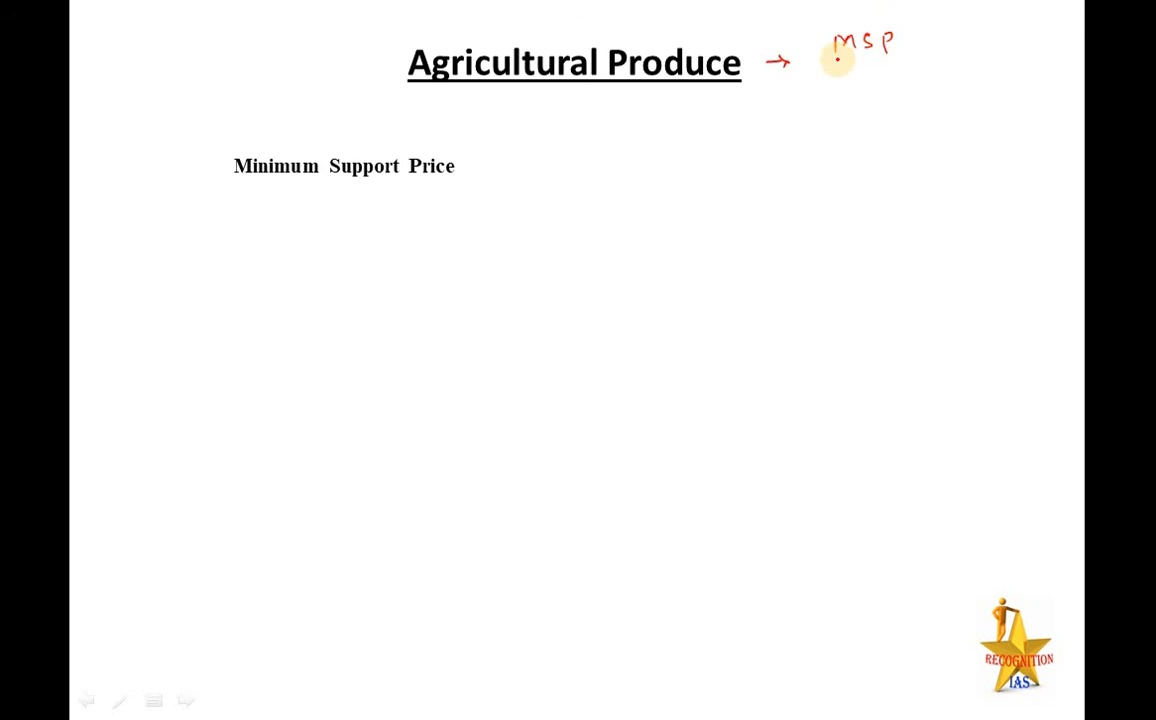 Agricultural Produce → MSP
Minimum Support Price
RECOGNITION
IAS